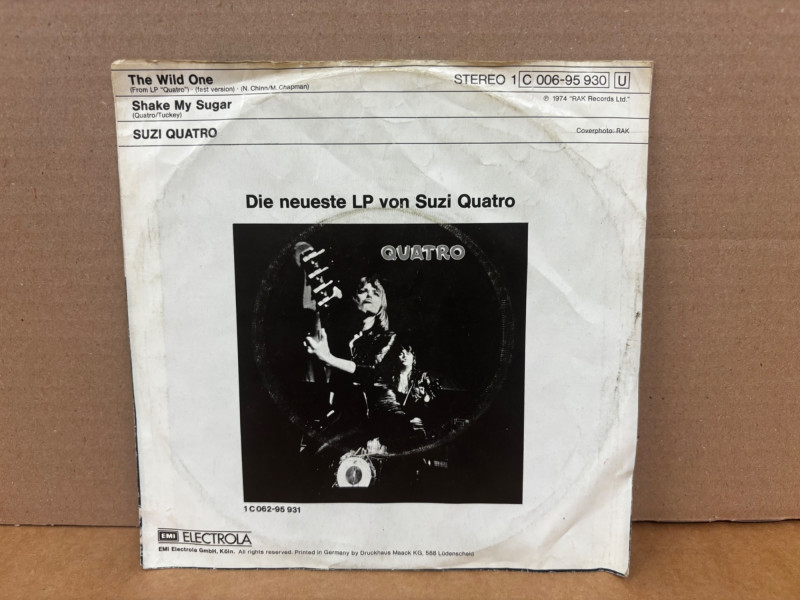 The Wild One
(From LP "Quatro") · (fast version) · (N. Chinn/M. Chapman)
STEREO 1 C 006-95 930 U
Shake My Sugar
(Quatro/Tuckey)
℗ 1974 "RAK Records Ltd."
SUZI QUATRO
Coverphoto: RAK
Die neueste LP von Suzi Quatro
QUATRO
1 C 062-95 931
EMI ELECTROLA
EMI Electrola GmbH, Köln. All rights reserved. Printed in Germany by Druckhaus Maack KG, 588 Lüdenscheid